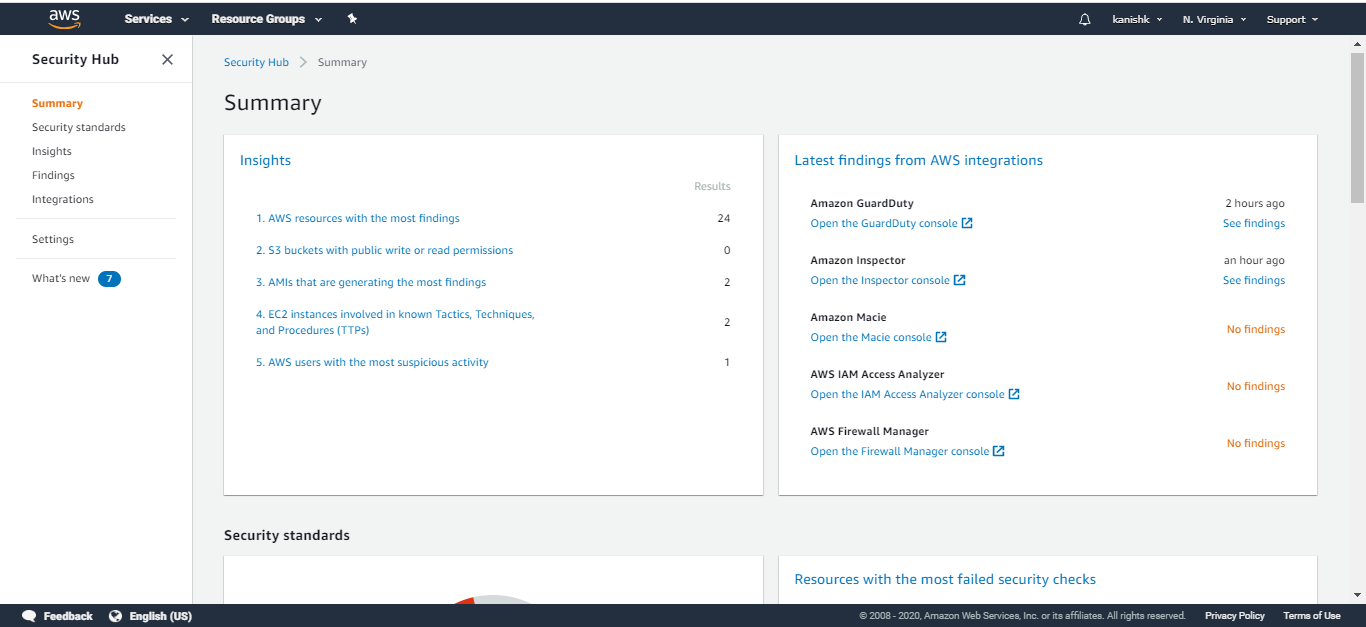 aws Services Resource Groups kanishk N. Virginia Support
Security Hub
Summary
Security standards
Insights
Findings
Integrations
Settings
What's new 7
Security Hub Summary
Summary
Insights
Results
1. AWS resources with the most findings 24
2. S3 buckets with public write or read permissions 0
3. AMIs that are generating the most findings 2
4. EC2 instances involved in known Tactics, Techniques,
and Procedures (TTPs) 2
5. AWS users with the most suspicious activity 1
Latest findings from AWS integrations
Amazon GuardDuty 2 hours ago
Open the GuardDuty console See findings
Amazon Inspector an hour ago
Open the Inspector console See findings
Amazon Macie
No findings
Open the Macie console
AWS IAM Access Analyzer
No findings
Open the IAM Access Analyzer console
AWS Firewall Manager
No findings
Open the Firewall Manager console
Security standards
Resources with the most failed security checks
Feedback English (US) © 2008 - 2020, Amazon Web Services, Inc. or its affiliates. All rights reserved. Privacy Policy Terms of Use